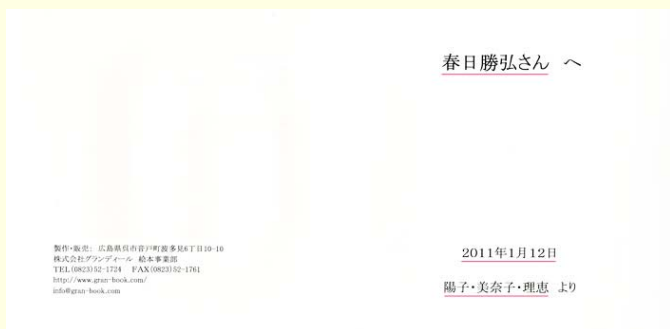 春日勝弘さん　へ
製作・販売： 広島県呉市音戸町波多見6丁目10-10
株式会社グランディール　絵本事業部
TEL(0823)52-1724　FAX(0823)52-1761
http://www.gran-book.com/
info@gran-book.com
2011年1月12日
陽子・美奈子・理恵　より